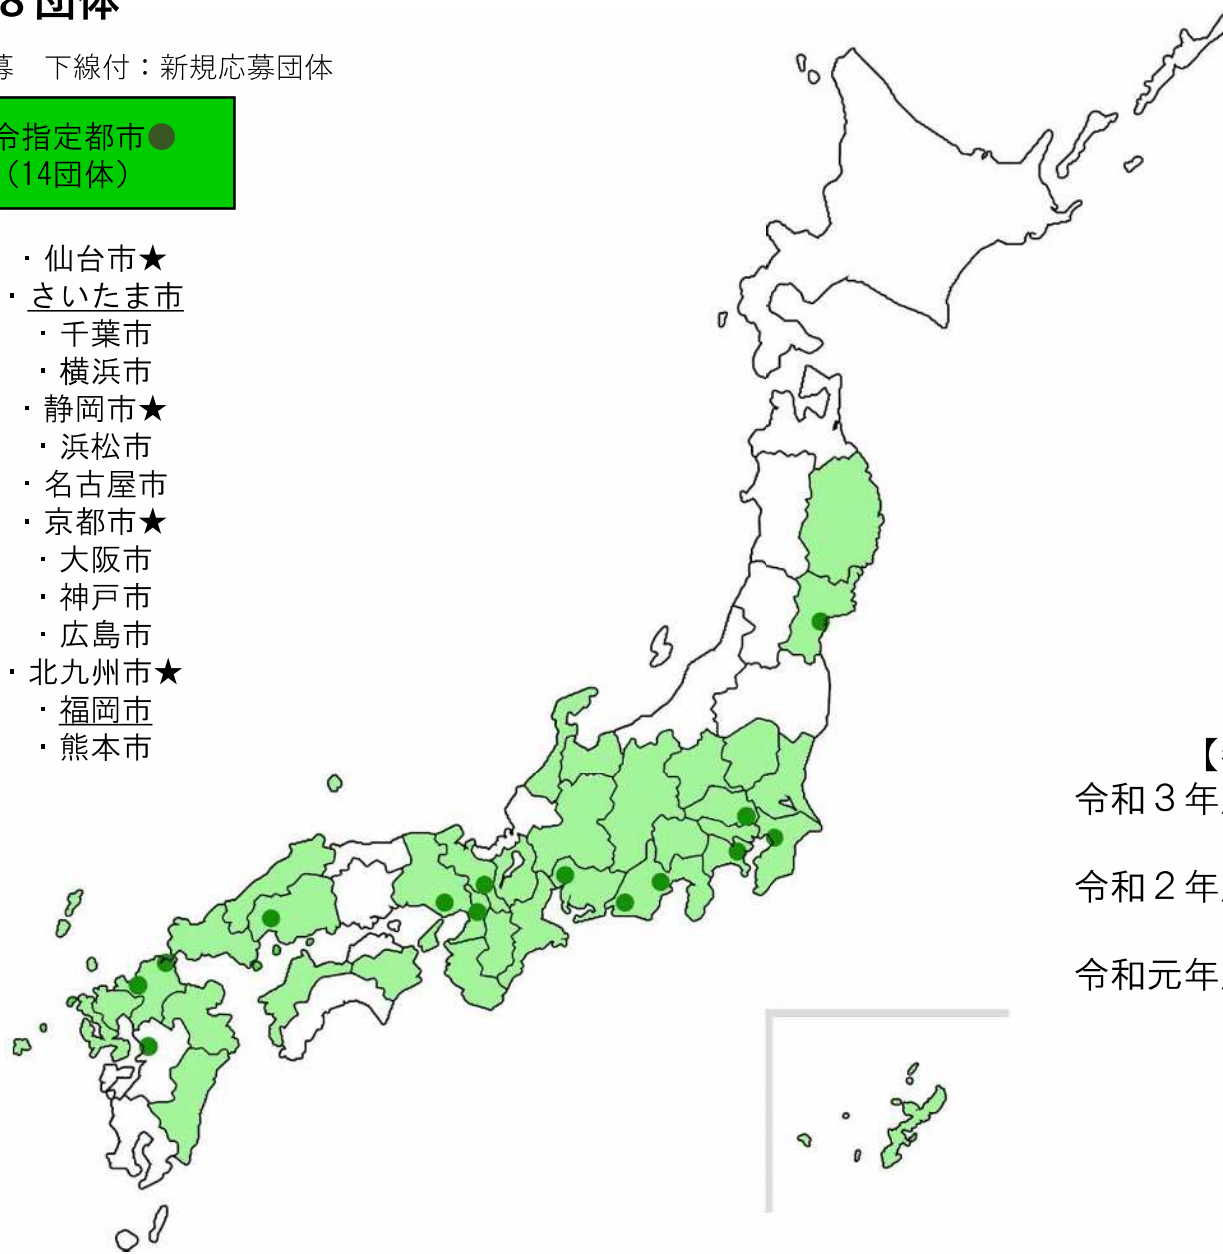 ８団体
募　下線付：新規応募団体
令指定都市●
（14団体）
・仙台市★
・さいたま市
・千葉市
・横浜市
・静岡市★
・浜松市
・名古屋市
・京都市★
・大阪市
・神戸市
・広島市
・北九州市★
・福岡市
・熊本市
【
令和３年
令和２年
令和元年